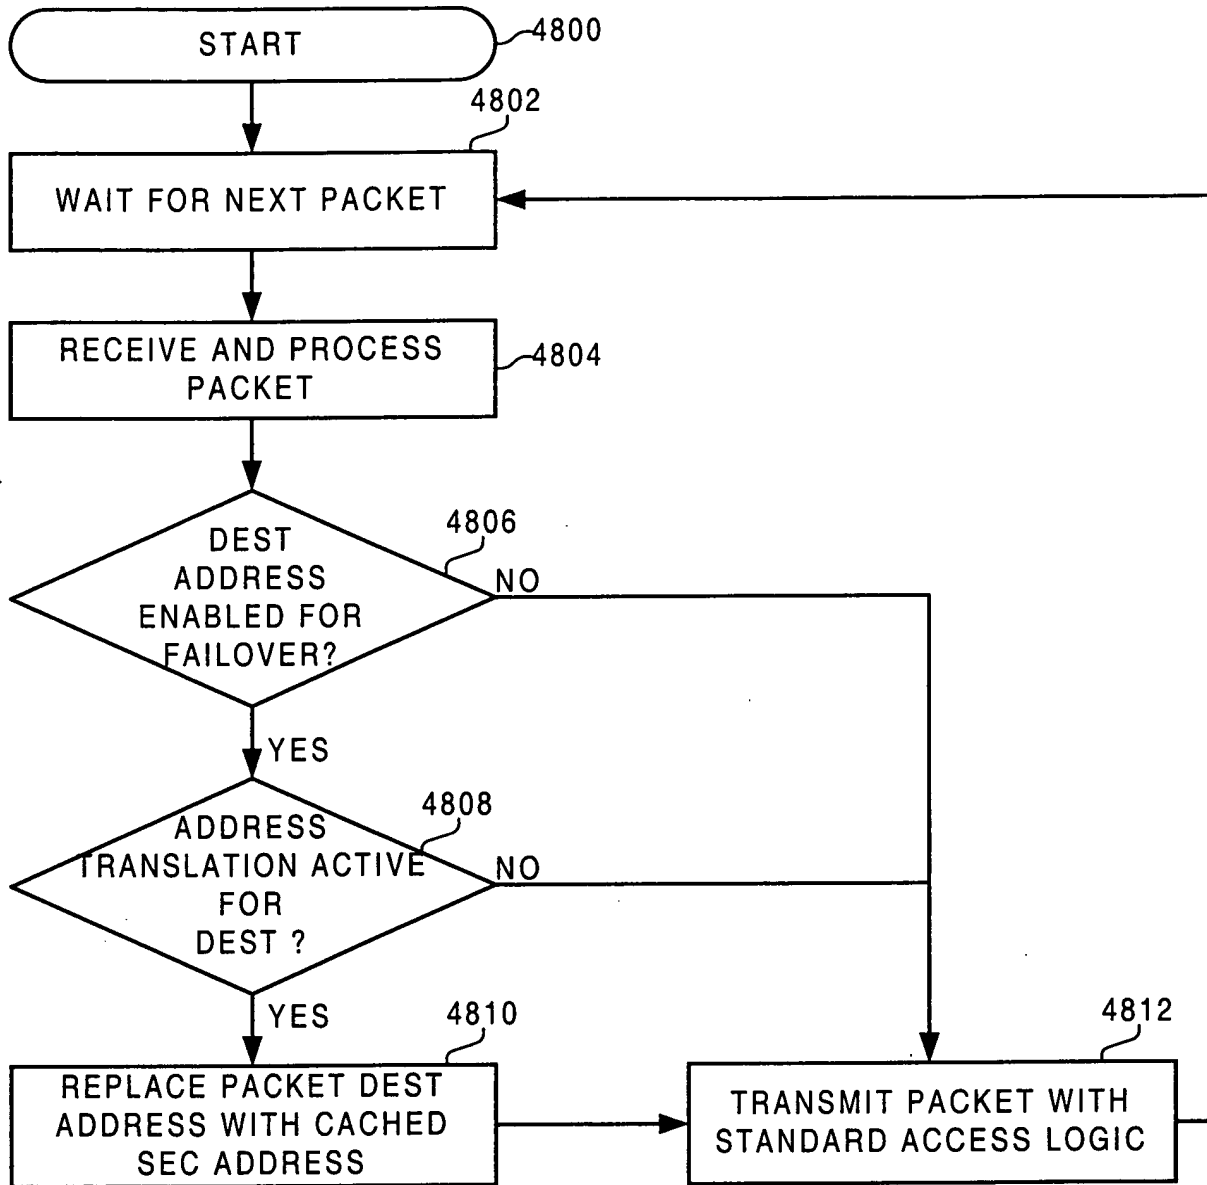 START
4800
4802
WAIT FOR NEXT PACKET
RECEIVE AND PROCESS
PACKET
4804
4806
DEST
ADDRESS
ENABLED FOR
FAILOVER?
NO
YES
4808
ADDRESS
TRANSLATION ACTIVE
FOR
DEST ?
NO
YES
4810
REPLACE PACKET DEST
ADDRESS WITH CACHED
SEC ADDRESS
4812
TRANSMIT PACKET WITH
STANDARD ACCESS LOGIC